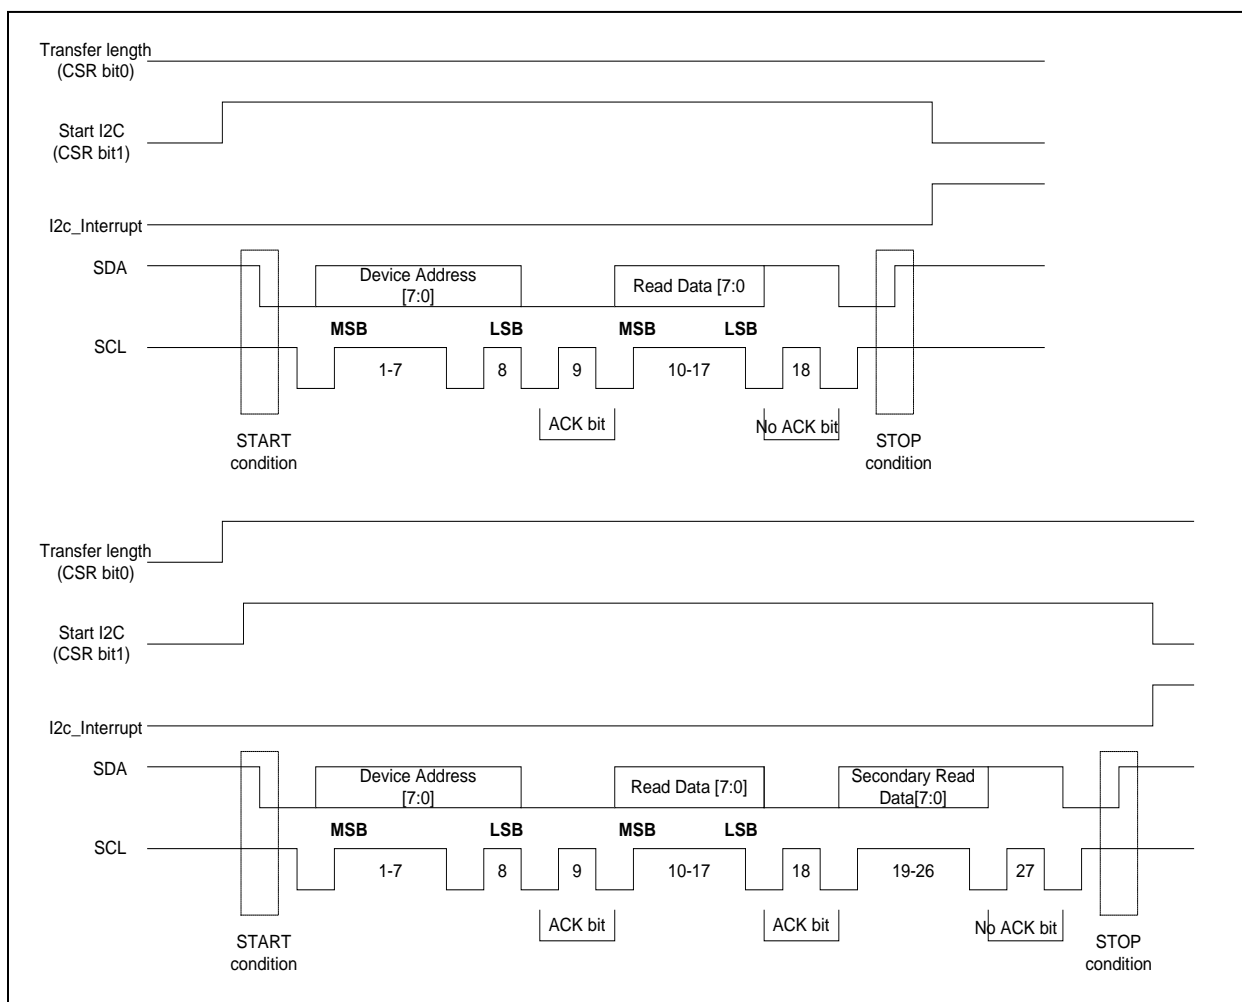 Transfer length
(CSR bit0)
Start I2C
(CSR bit1)
I2c_Interrupt
SDA
Device Address
[7:0]
Read Data [7:0
MSB LSB MSB LSB
SCL
1-7 8 9 10-17 18
ACK bit No ACK bit
START
condition
STOP
condition
Transfer length
(CSR bit0)
Start I2C
(CSR bit1)
I2c_Interrupt
SDA
Device Address
[7:0]
Read Data [7:0]
Secondary Read
Data[7:0]
MSB LSB MSB LSB
SCL
1-7 8 9 10-17 18 19-26 27
ACK bit ACK bit No ACK bit
START
condition
STOP
condition